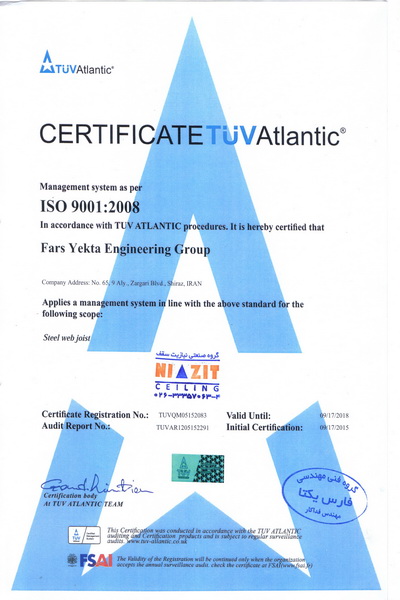 TÜVAtlantic®
CERTIFICATE TÜVAtlantic®
Management system as per
ISO 9001:2008
In accordance with TUV ATLANTIC procedures. It is hereby certified that
Fars Yekta Engineering Group
Company Address: No. 65, 9 Aly., Zargari Blvd., Shiraz, IRAN
Applies a management system in line with the above standard for the
following scope:
Steel web joist
گروه صنعتی نیازیت سقف
NIAZIT
CEILING
۰۲۶-۳۳۳۵۷۰۶۳-۴
Certificate Registration No.: TUVQM05152083 Valid Until: 09/17/2018
Audit Report No.: TUVAR1205152291 Initial Certification: 09/17/2015
Certification body
At TUV ATLANTIC TEAM
گروه فنی مهندسی
فارس یکتا
مهندس فداکار
This Certification was conducted in accordance with the TUV ATLANTIC
auditing and Certification products and is subject to regular surveillance
audits. www.tuv-atlantic.co.uk
FSAI
The Validity of the Registration will be continued only when the organization
accepts the annual surveillance audit. check the certificate at FSAI(www.fsai.fr)